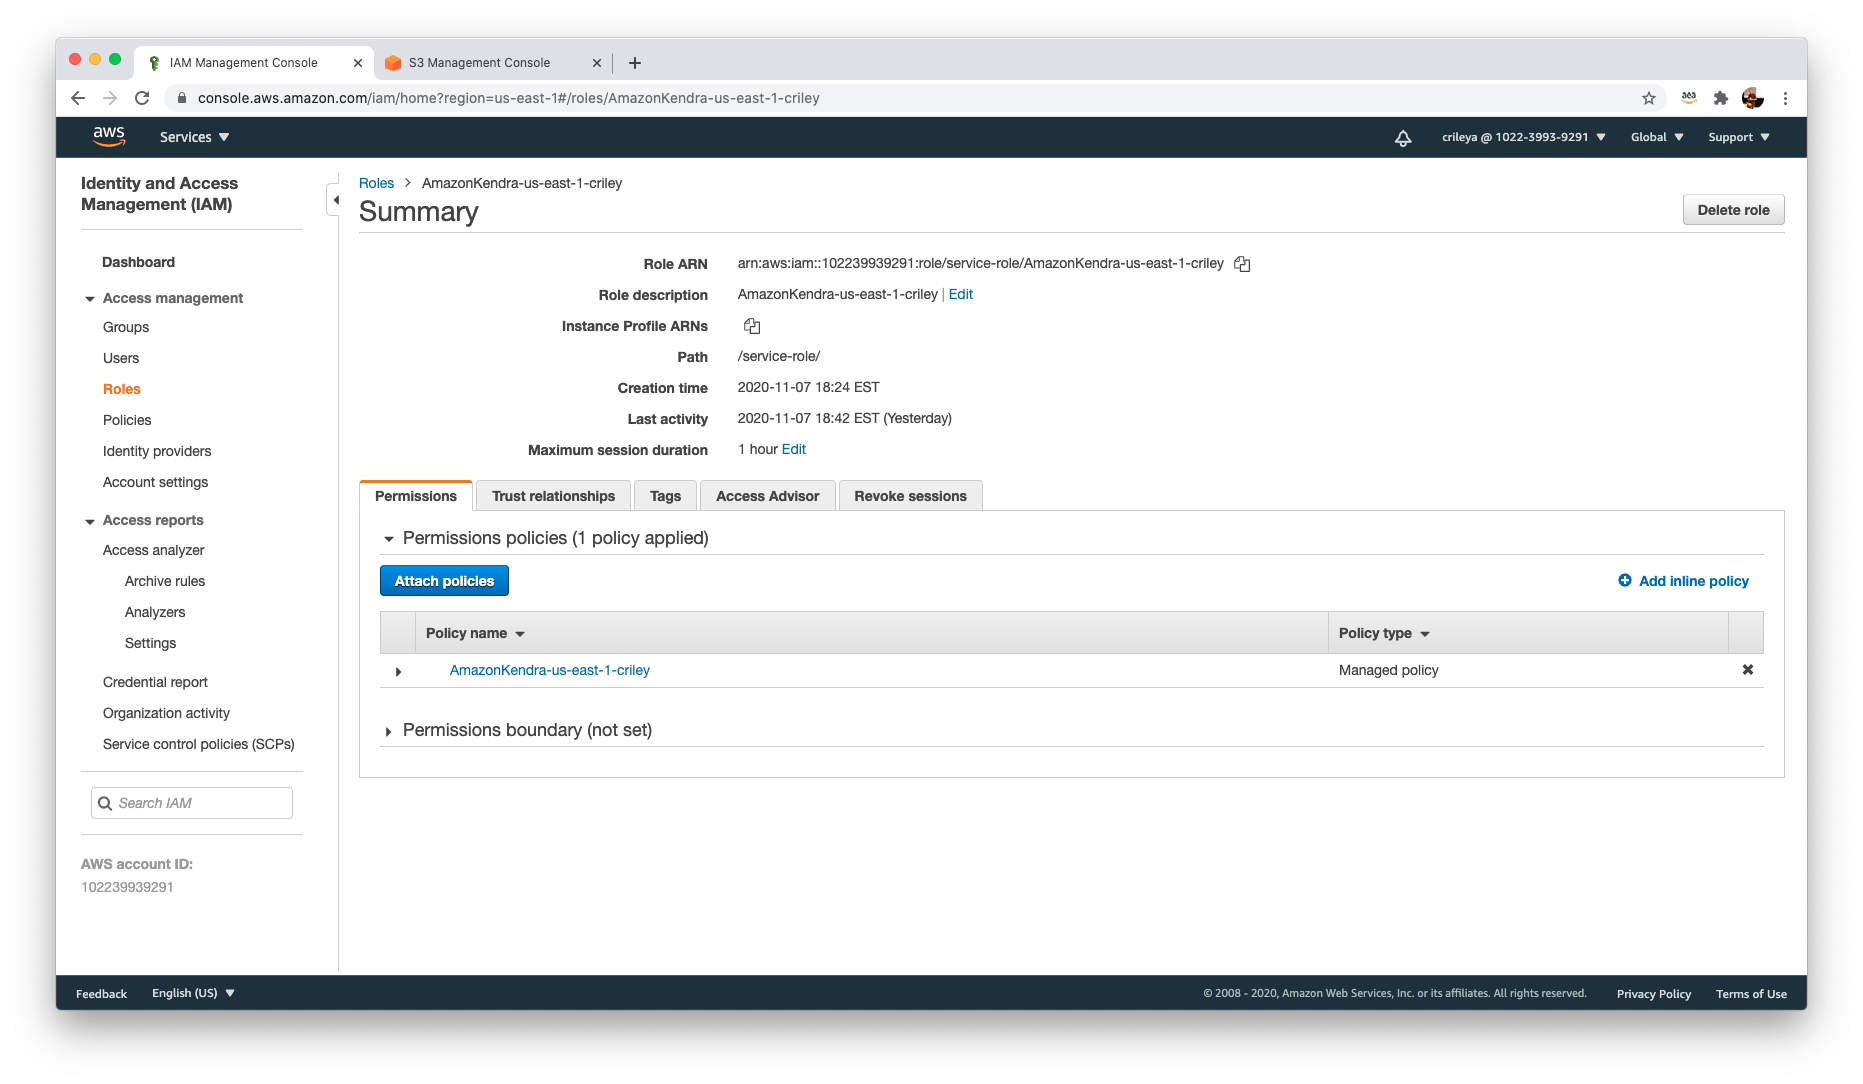 IAM Management Console
S3 Management Console
console.aws.amazon.com/iam/home?region=us-east-1#/roles/AmazonKendra-us-east-1-criley
aws
Services
crileya @ 1022-3993-9291
Global
Support
Identity and Access
Management (IAM)
Dashboard
Access management
Groups
Users
Roles
Policies
Identity providers
Account settings
Access reports
Access analyzer
Archive rules
Analyzers
Settings
Credential report
Organization activity
Service control policies (SCPs)
Search IAM
AWS account ID:
102239939291
Roles > AmazonKendra-us-east-1-criley
Summary
Delete role
Role ARN arn:aws:iam::102239939291:role/service-role/AmazonKendra-us-east-1-criley
Role description AmazonKendra-us-east-1-criley | Edit
Instance Profile ARNs
Path /service-role/
Creation time 2020-11-07 18:24 EST
Last activity 2020-11-07 18:42 EST (Yesterday)
Maximum session duration 1 hour Edit
Permissions Trust relationships Tags Access Advisor Revoke sessions
Permissions policies (1 policy applied)
Attach policies
Add inline policy
Policy name Policy type
AmazonKendra-us-east-1-criley Managed policy
Permissions boundary (not set)
Feedback English (US)
© 2008 - 2020, Amazon Web Services, Inc. or its affiliates. All rights reserved. Privacy Policy Terms of Use